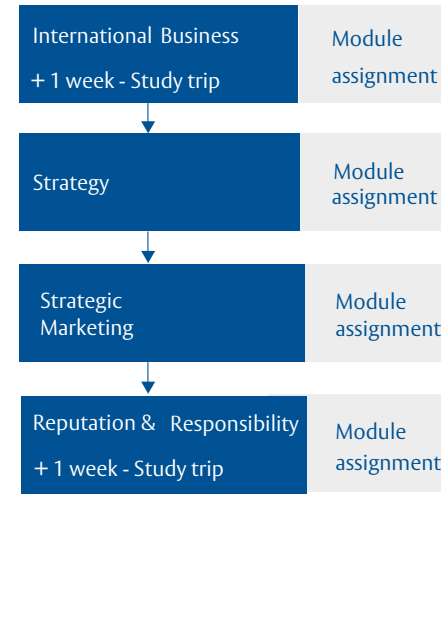 International Business
+ 1 week - Study trip
Module
assignment
Strategy
Module
assignment
Strategic
Marketing
Module
assignment
Reputation & Responsibility
+ 1 week - Study trip
Module
assignment